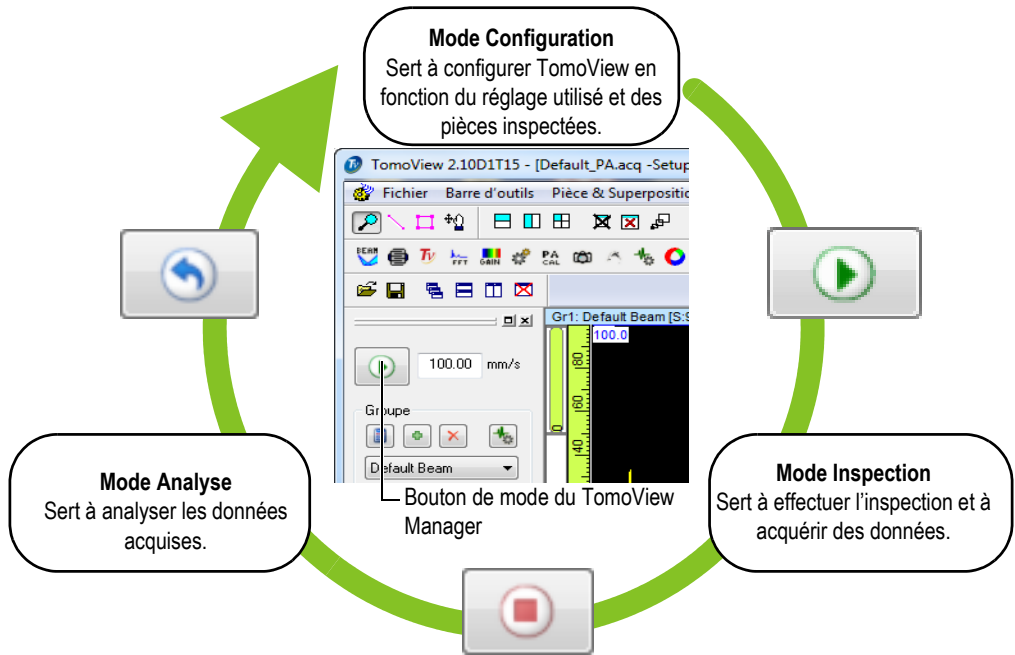 Mode Configuration
Sert à configurer TomoView en
fonction du réglage utilisé et des
pièces inspectées.
TomoView 2.10D1T15 - [Default_PA.acq -Setup
Fichier Barre d'outils Pièce & Superpositio
BEAM TV FFT GAIN PA CAL
Gr1: Default Beam [S:9
100.0
100.00 mm/s
80
60
40
0
Groupe
Default Beam
Bouton de mode du TomoView
Manager
Mode Analyse
Sert à analyser les données
acquises.
Mode Inspection
Sert à effectuer l'inspection et à
acquérir des données.